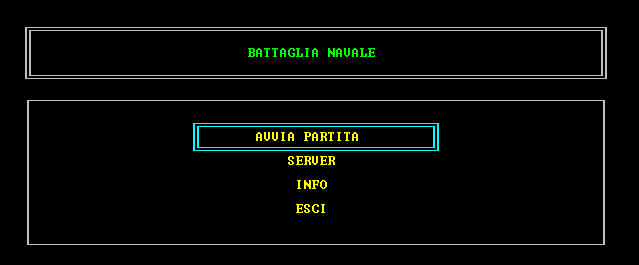 BATTAGLIA NAVALE
AVVIA PARTITA
SERVER
INFO
ESCI